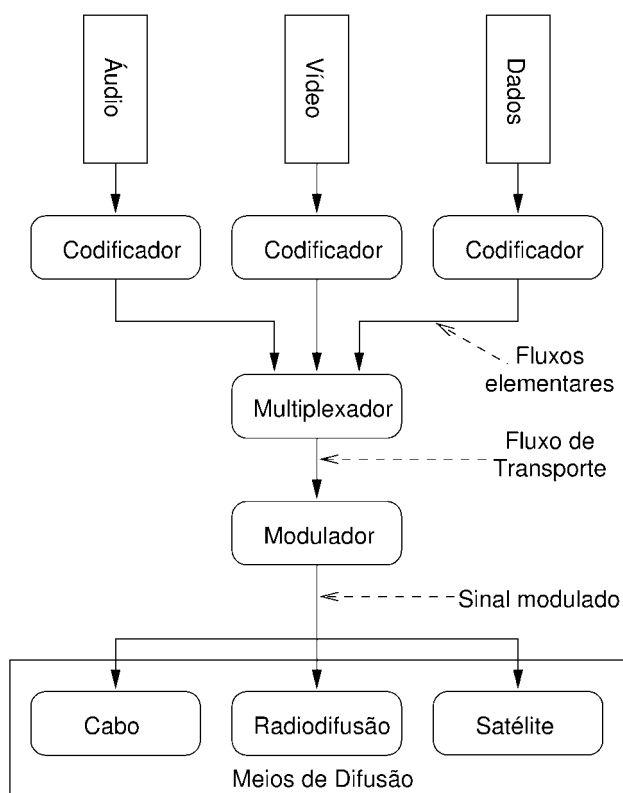 Áudio
Vídeo
Dados
Codificador
Codificador
Codificador
Fluxos
elementares
Multiplexador
Fluxo de
Transporte
Modulador
Sinal modulado
Cabo
Radiodifusão
Satélite
Meios de Difusão